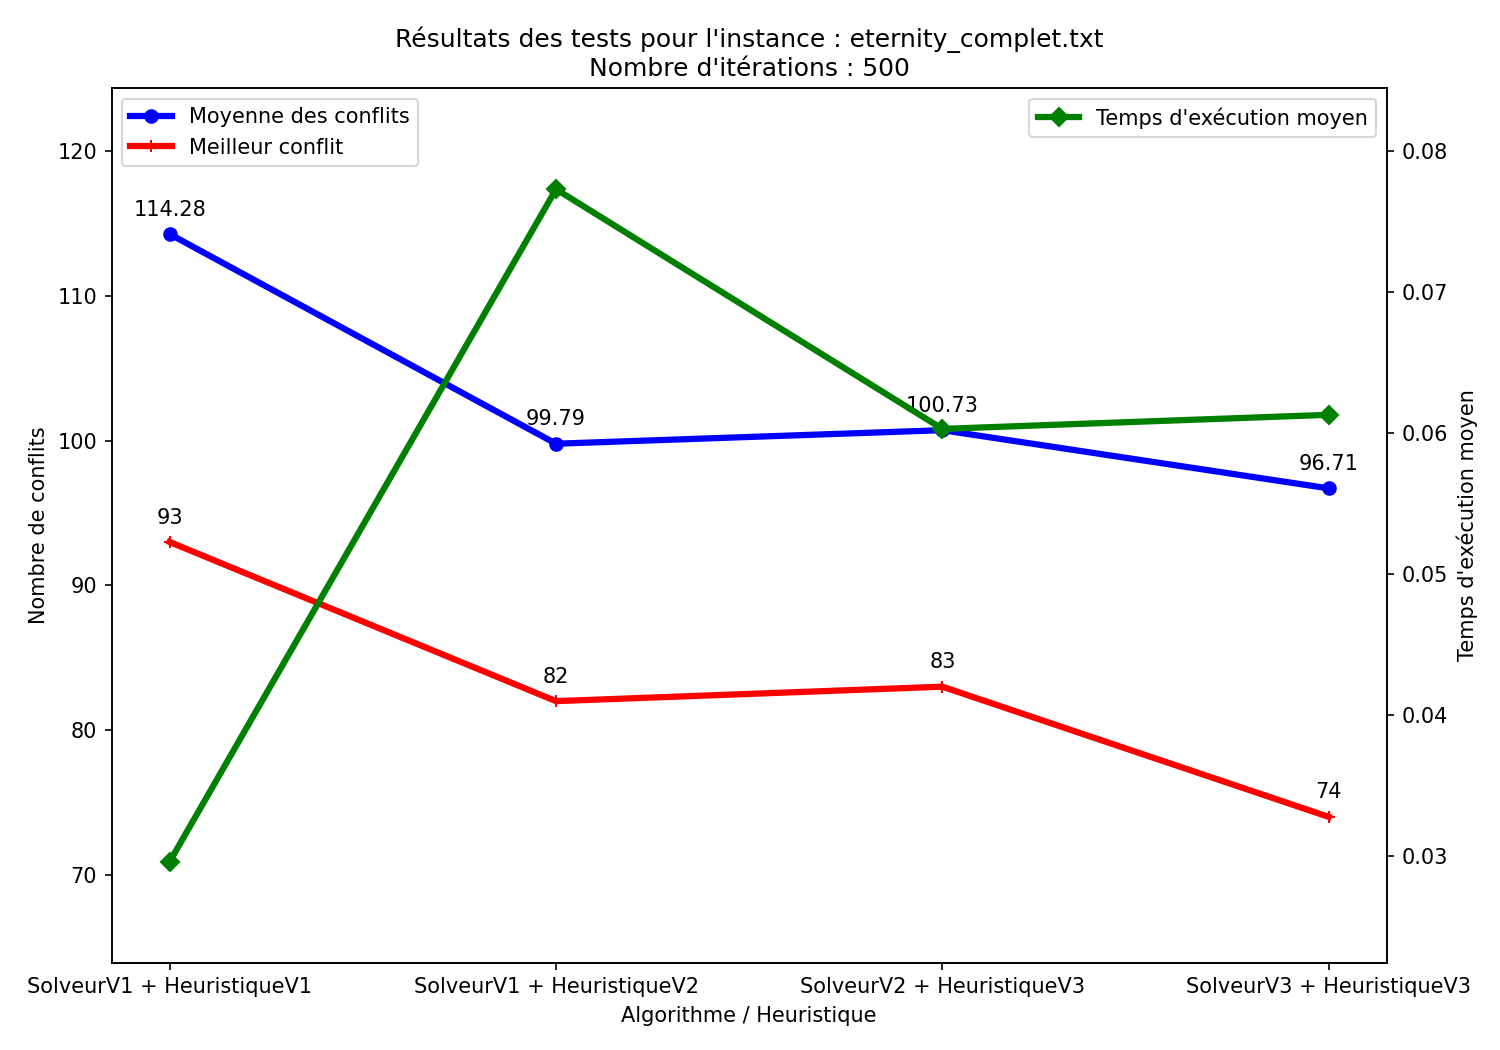 Résultats des tests pour l'instance : eternity_complet.txt
Nombre d'itérations : 500
Moyenne des conflits
Meilleur conflit
Temps d'exécution moyen
120
110
100
90
80
70
Nombre de conflits
0.08
0.07
0.06
0.05
0.04
0.03
Temps d'exécution moyen
114.28
99.79
100.73
96.71
93
82
83
74
SolveurV1 + HeuristiqueV1
SolveurV1 + HeuristiqueV2
SolveurV2 + HeuristiqueV3
SolveurV3 + HeuristiqueV3
Algorithme / Heuristique